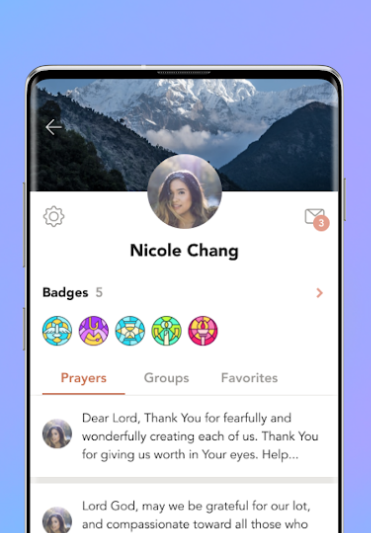 3
Nicole Chang
Badges 5
Prayers Groups Favorites
Dear Lord, Thank You for fearfully and
wonderfully creating each of us. Thank You
for giving us worth in Your eyes. Help...
Lord God, may we be grateful for our lot,
and compassionate toward all those who